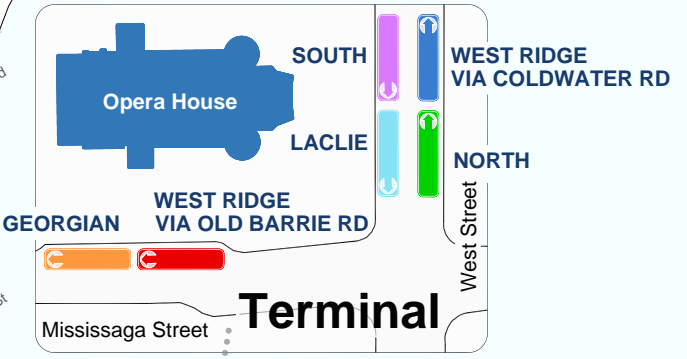 SOUTH
WEST RIDGE
VIA COLDWATER RD
Opera House
LACLIE
NORTH
WEST RIDGE
VIA OLD BARRIE RD
GEORGIAN
West Street
Terminal
Mississaga Street